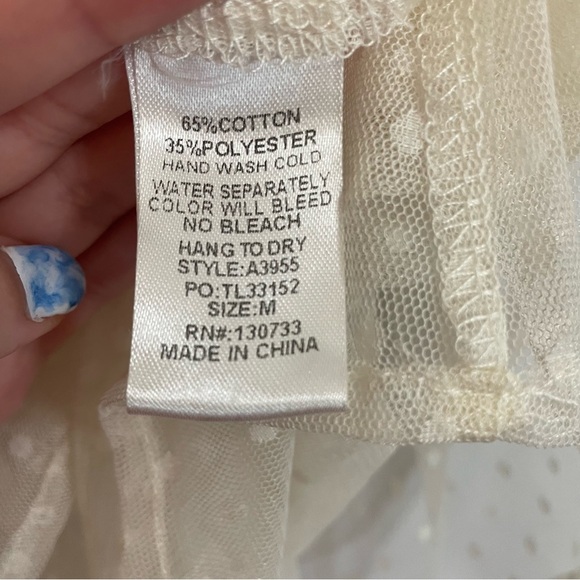 65%COTTON
35%POLYESTER
HAND WASH COLD
WATER SEPARATELY
COLOR WILL BLEED
NO BLEACH
HANG TO DRY
STYLE:A3955
PO:TL33152
SIZE:M
RN#:130733
MADE IN CHINA